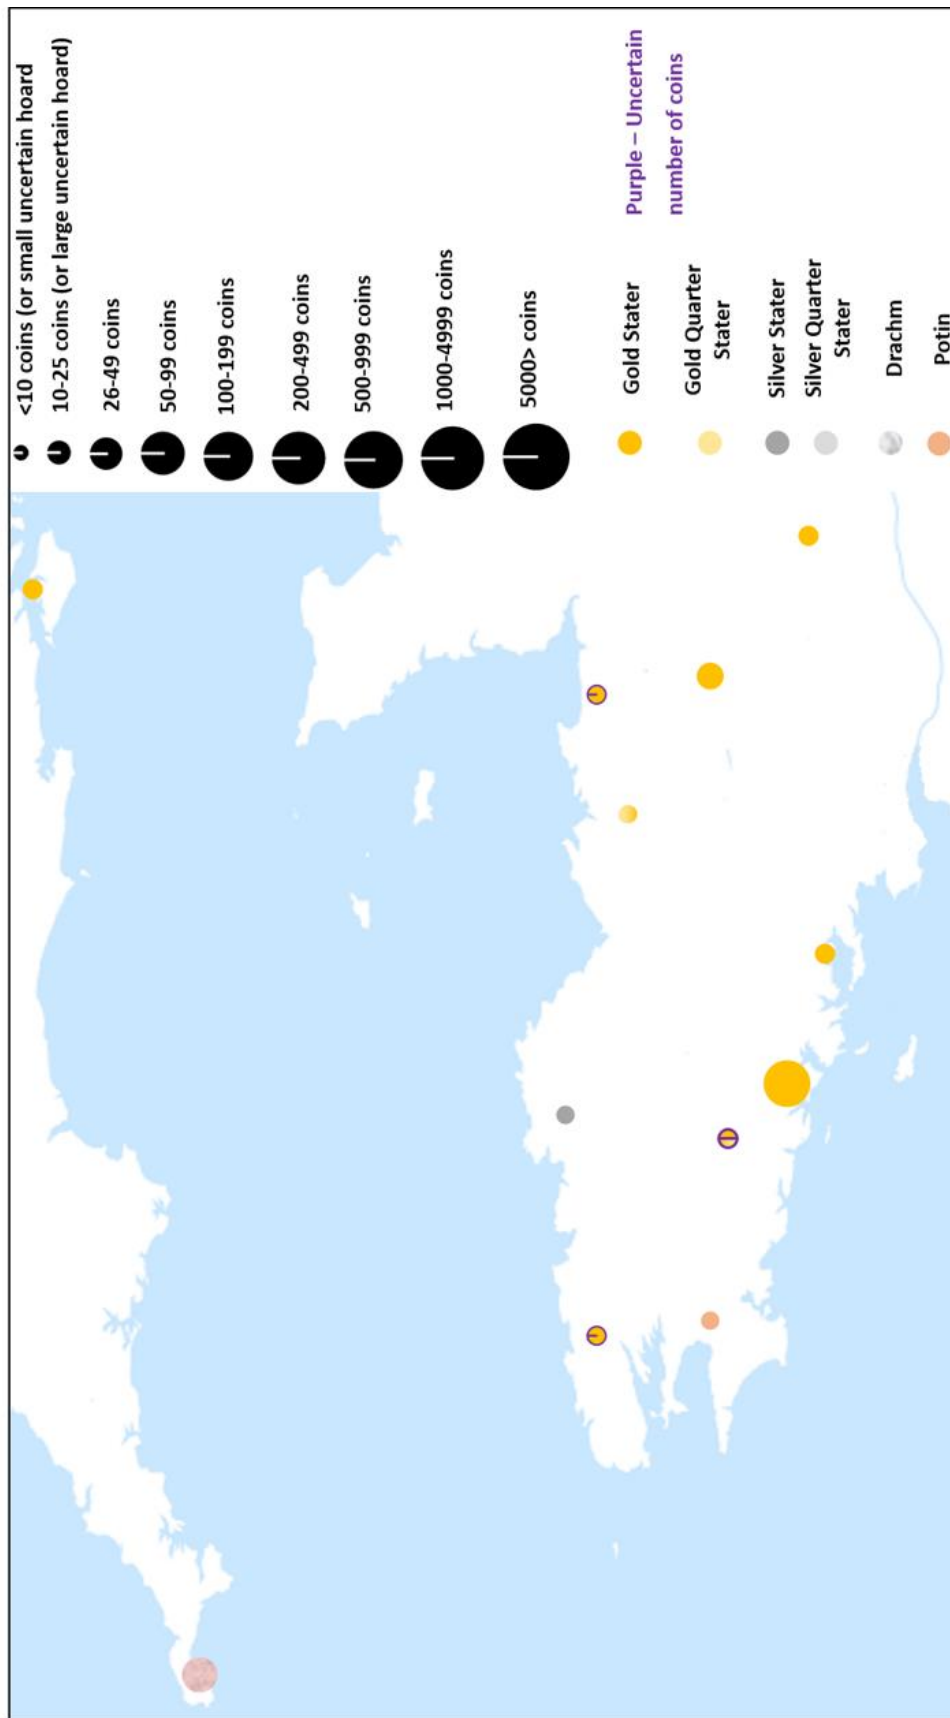 <10 coins (or small uncertain hoard
10-25 coins (or large uncertain hoard)
26-49 coins
50-99 coins
100-199 coins
200-499 coins
500-999 coins
1000-4999 coins
5000> coins
Gold Stater
Gold Quarter
Stater
Silver Stater
Silver Quarter
Stater
Drachm
Potin
Purple – Uncertain
number of coins